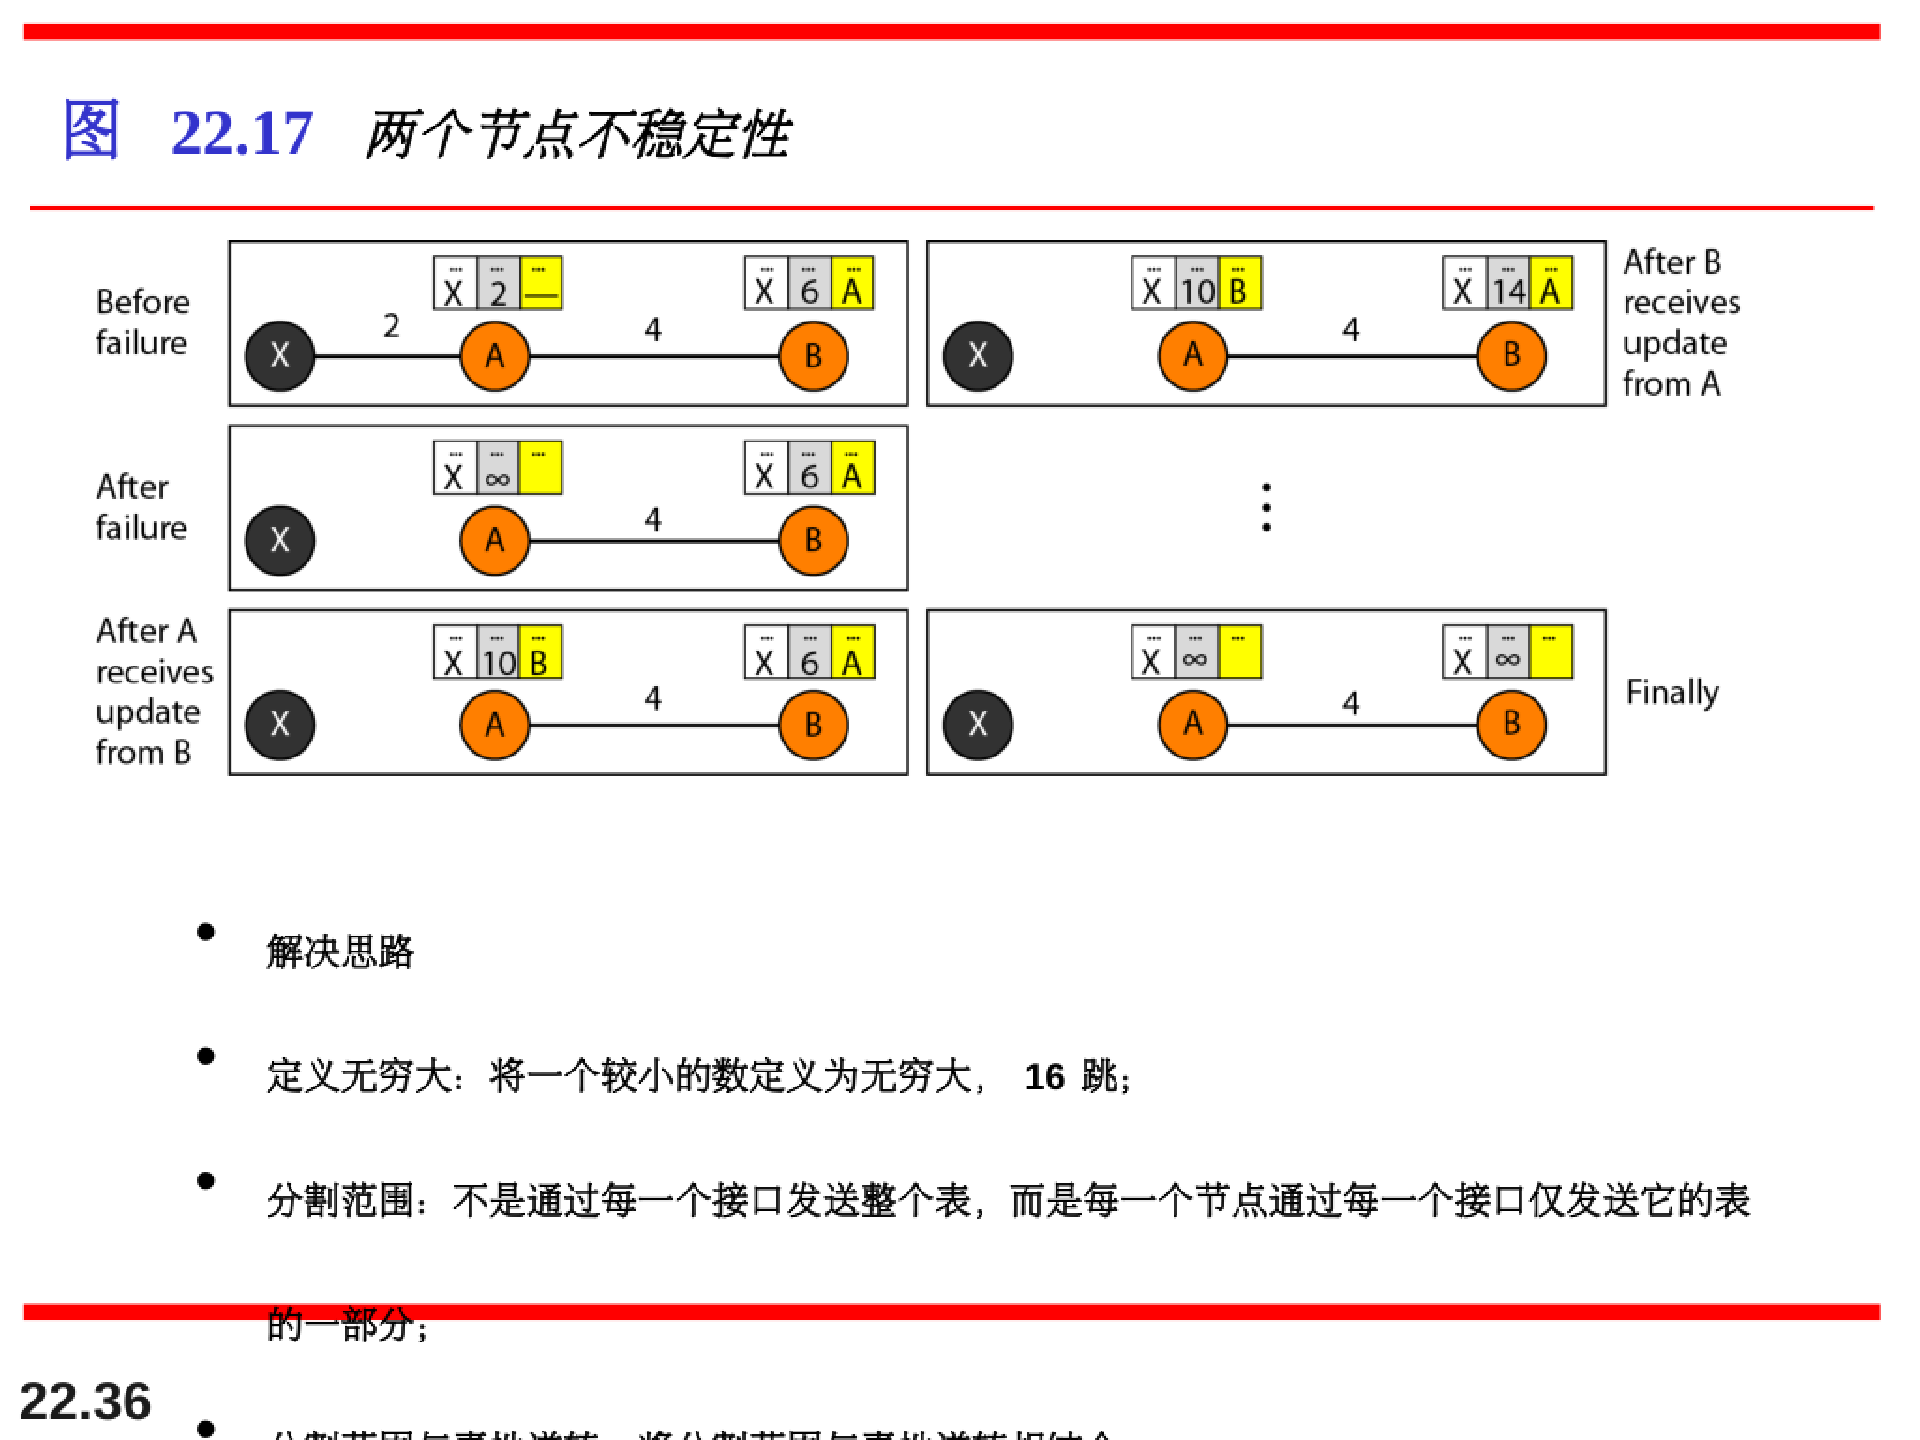 图 22.17 两个节点不稳定性
Before
failure
X 2 —
X 6 A
2
4
X A B
After
failure
X ∞
X 6 A
4
X A B
After A
receives
update
from B
X 10 B
X 6 A
4
X A B
After B
receives
update
from A
X 10 B
X 14 A
4
X A B
Finally
X ∞
X ∞
4
X A B
• 解决思路
• 定义无穷大：将一个较小的数定义为无穷大， 16 跳；
• 分割范围：不是通过每一个接口发送整个表，而是每一个节点通过每一个接口仅发送它的表
的一部分；
22.36